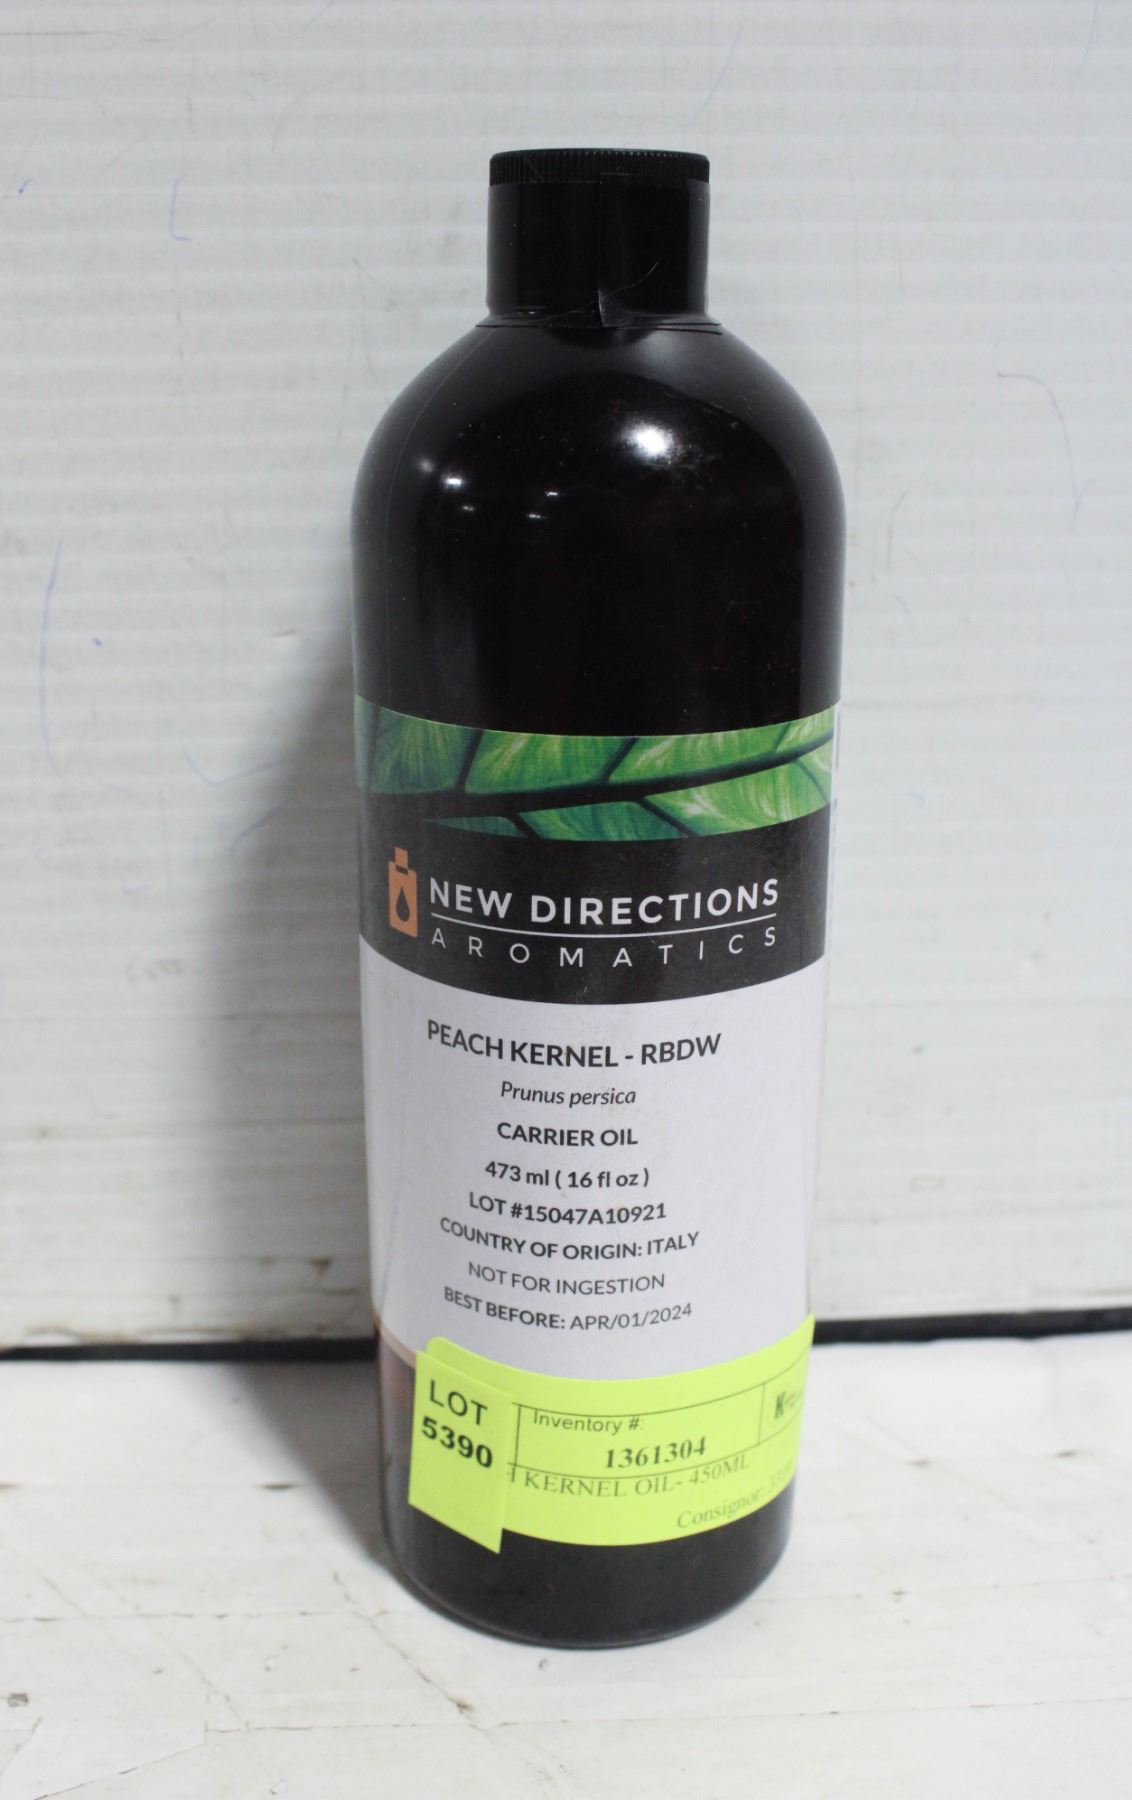 NEW DIRECTIONS
AROMATICS
PEACH KERNEL - RBDW
Prunus persica
CARRIER OIL
473 ml ( 16 fl oz )
LOT #15047A10921
COUNTRY OF ORIGIN: ITALY
NOT FOR INGESTION
BEST BEFORE: APR/01/2024
LOT
5390
Inventory #:
1361304
KERNEL OIL- 450ML
Consignor: